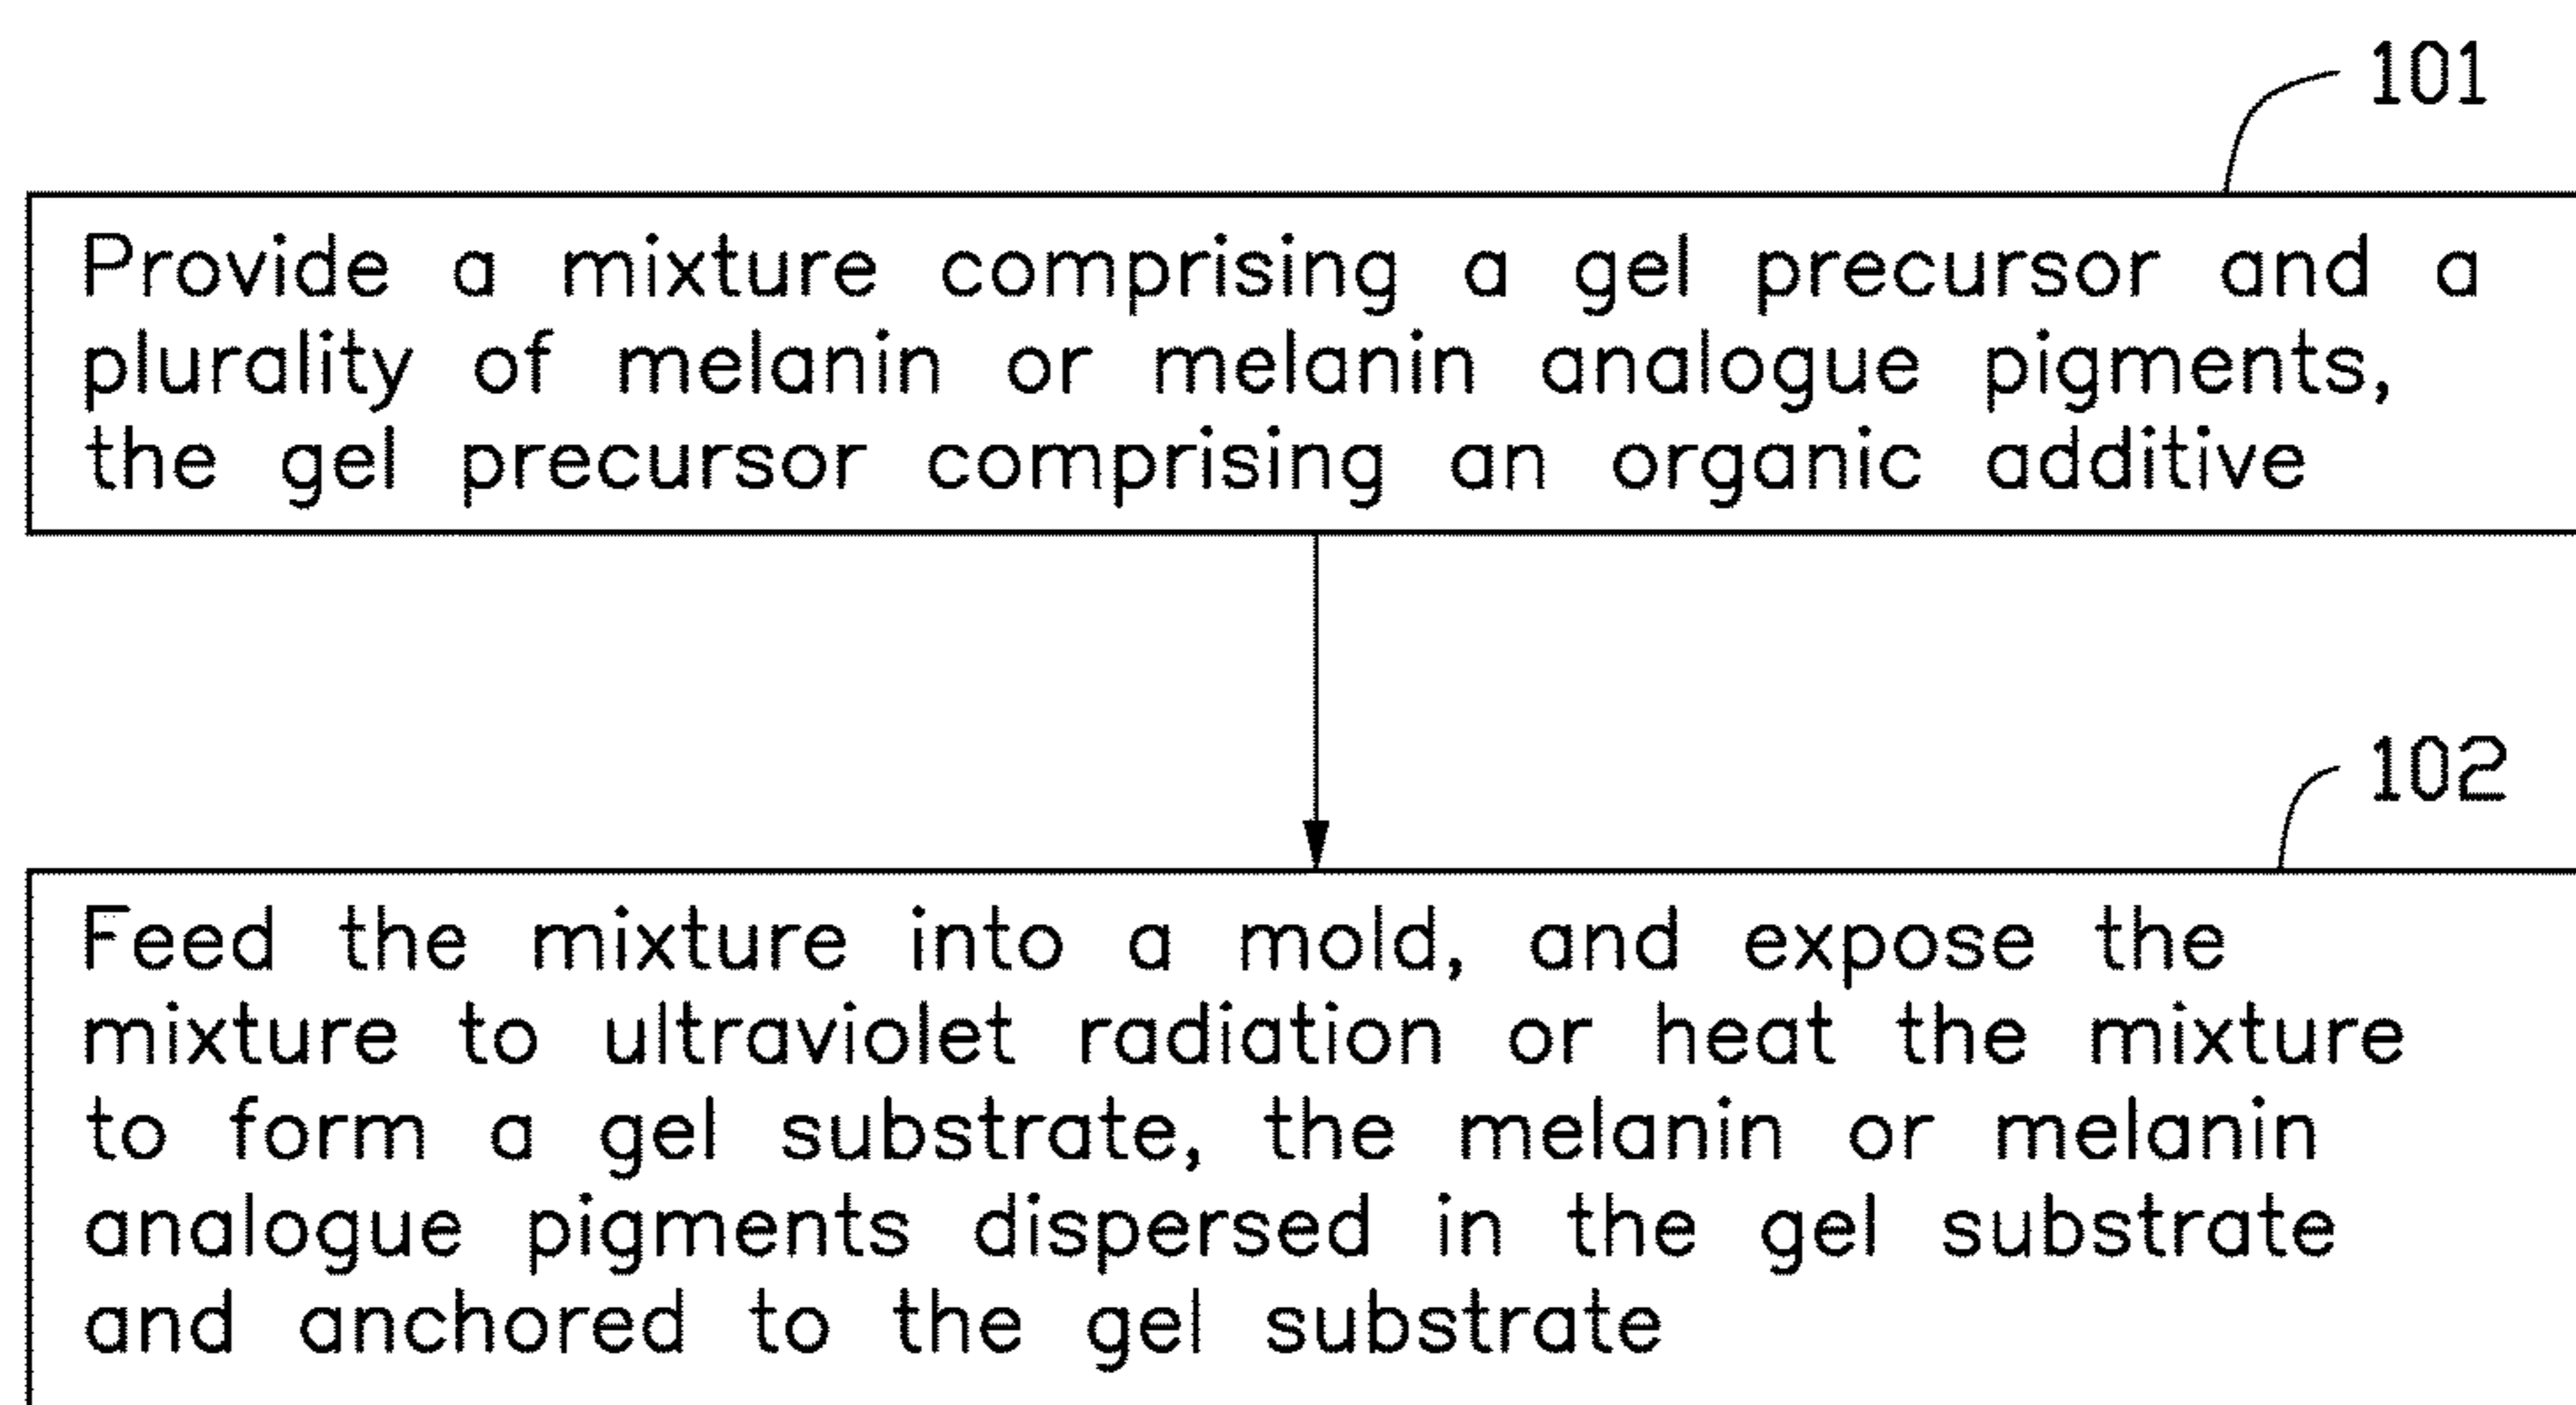 101
Provide a mixture comprising a gel precursor and a
plurality of melanin or melanin analogue pigments,
the gel precursor comprising an organic additive
102
Feed the mixture into a mold, and expose the
mixture to ultraviolet radiation or heat the mixture
to form a gel substrate, the melanin or melanin
analogue pigments dispersed in the gel substrate
and anchored to the gel substrate